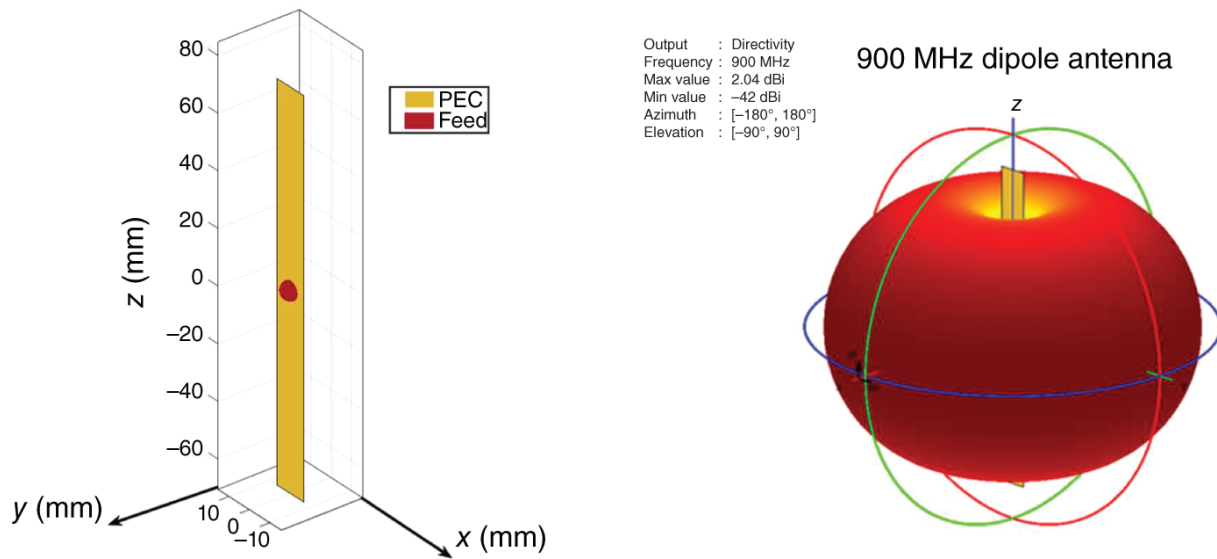 80
60
40
20
0
–20
–40
–60
z (mm)
y (mm)
10
0
–10
x (mm)
PEC
Feed
Output : Directivity
Frequency : 900 MHz
Max value : 2.04 dBi
Min value : –42 dBi
Azimuth : [–180°, 180°]
Elevation : [–90°, 90°]
900 MHz dipole antenna
z